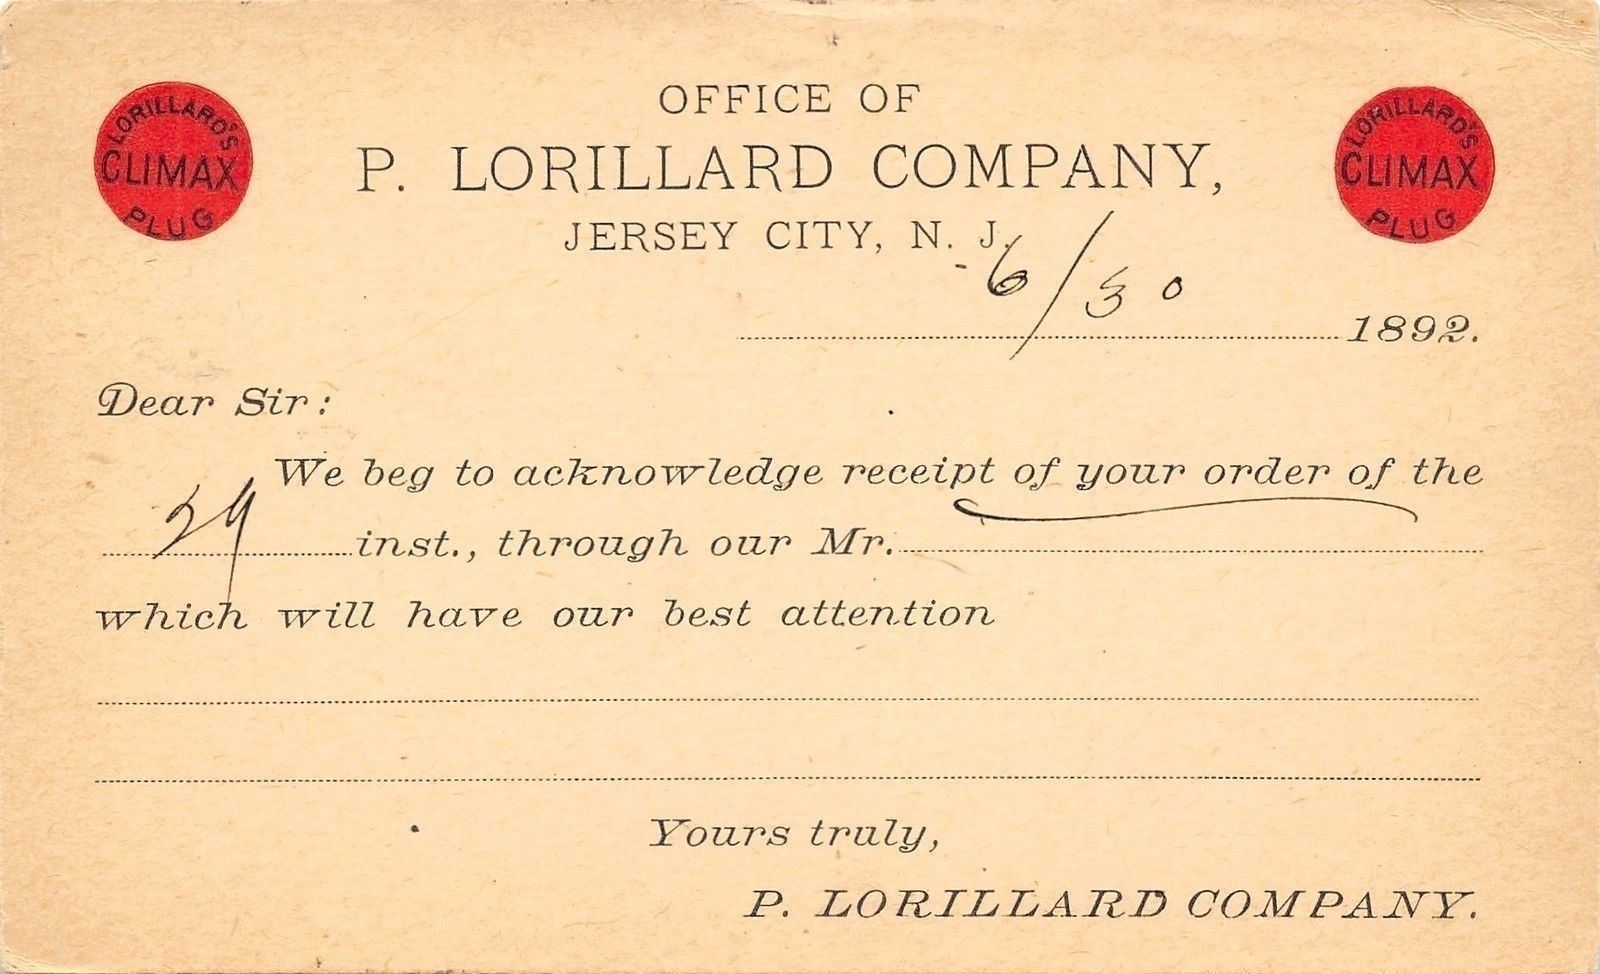 LORILLARD'S
CLIMAX
PLUG
OFFICE OF
P. LORILLARD COMPANY,
JERSEY CITY, N. J.
LORILLARD'S
CLIMAX
PLUG
6/30 1892.
Dear Sir:
We beg to acknowledge receipt of your order of the
29 inst., through our Mr.
which will have our best attention
Yours truly,
P. LORILLARD COMPANY.